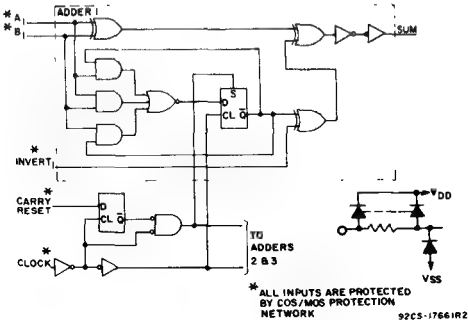 ADDER 1
*A1
*B1
SUM
S
D
CL Q̅
*
INVERT1
*
CARRY
RESET
D
CL Q̅
*
CLOCK
TO
ADDERS
2 & 3
VDD
VSS
*ALL INPUTS ARE PROTECTED
BY COS/MOS PROTECTION
NETWORK
92CS-17661R2